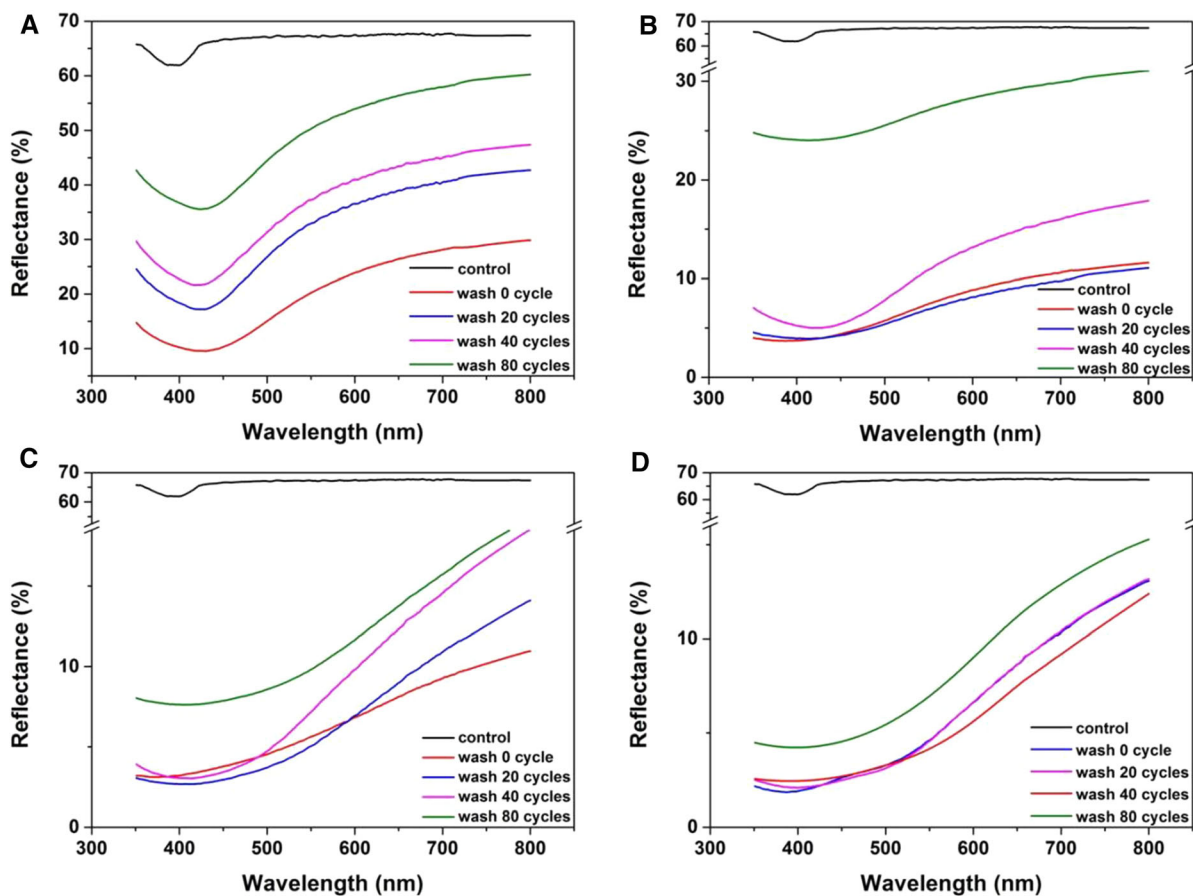 A
70
60
50
40
30
20
10
Reflectance (%)
control
wash 0 cycle
wash 20 cycles
wash 40 cycles
wash 80 cycles
300 400 500 600 700 800
Wavelength (nm)
B
70
60
30
20
10
0
Reflectance (%)
control
wash 0 cycle
wash 20 cycles
wash 40 cycles
wash 80 cycles
300 400 500 600 700 800
Wavelength (nm)
C
70
60
10
0
Reflectance (%)
control
wash 0 cycle
wash 20 cycles
wash 40 cycles
wash 80 cycles
300 400 500 600 700 800
Wavelength (nm)
D
70
60
10
0
Reflectance (%)
control
wash 0 cycle
wash 20 cycles
wash 40 cycles
wash 80 cycles
300 400 500 600 700 800
Wavelength (nm)